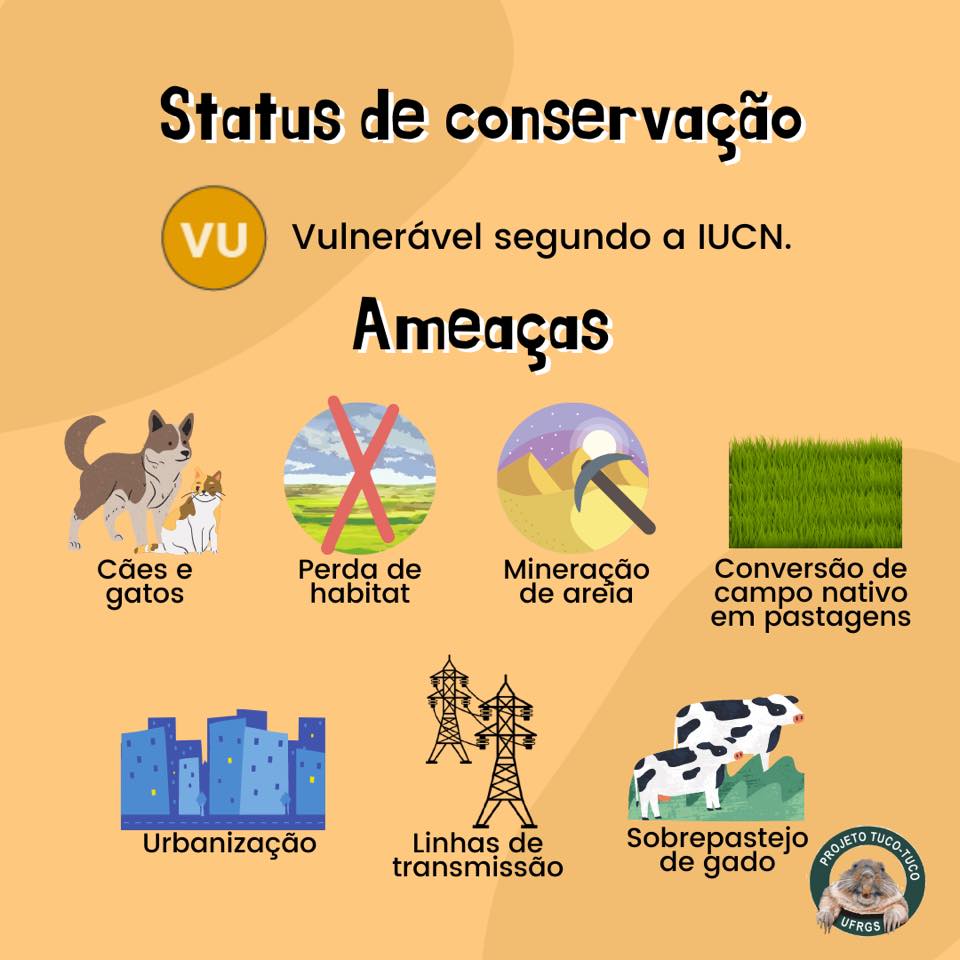 Status de conservação
VU
Vulnerável segundo a IUCN.
Ameaças
Cães e
gatos
Perda de
habitat
Mineração
de areia
Conversão de
campo nativo
em pastagens
Urbanização
Linhas de
transmissão
Sobrepastejo
de gado
PROJETO TUCO-TUCO
UFRGS